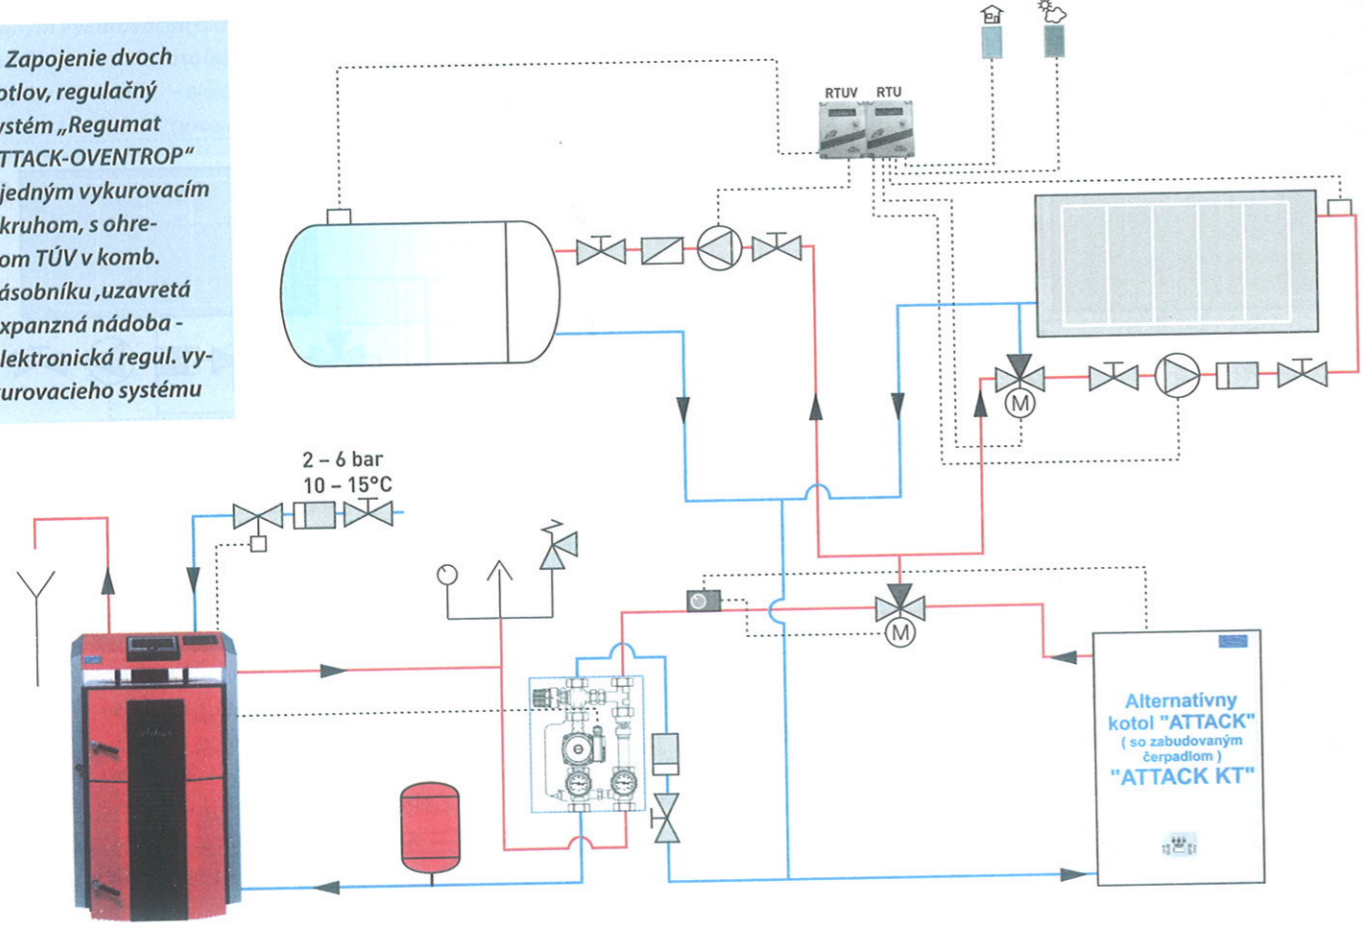 Zapojenie dvoch
otlov, regulačný
ystém „Regumat
TTACK-OVENTROP“
jedným vykurovacím
kruhom, s ohre-
om TÚV v komb.
ásobníku ,uzavretá
xpanzná nádoba -
lektronická regul. vy-
urovacieho systému
RTUV RTU
2 – 6 bar
10 – 15°C
M
M
Alternatívny
kotol "ATTACK"
( so zabudovaným
čerpadlom )
"ATTACK KT"